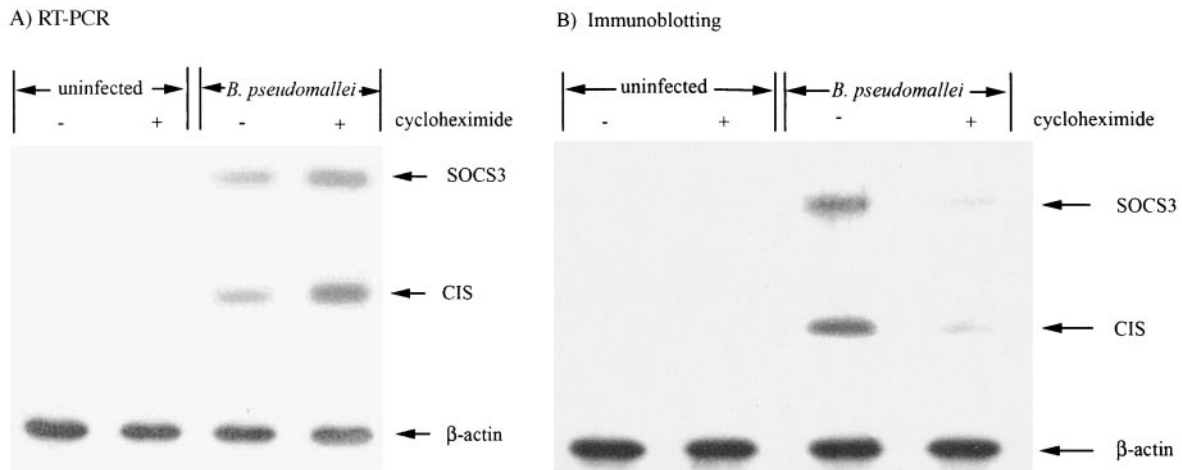 A) RT-PCR
uninfected
B. pseudomallei
- + - + cycloheximide
SOCS3
CIS
β-actin
B) Immunoblotting
uninfected
B. pseudomallei
- + - + cycloheximide
SOCS3
CIS
β-actin